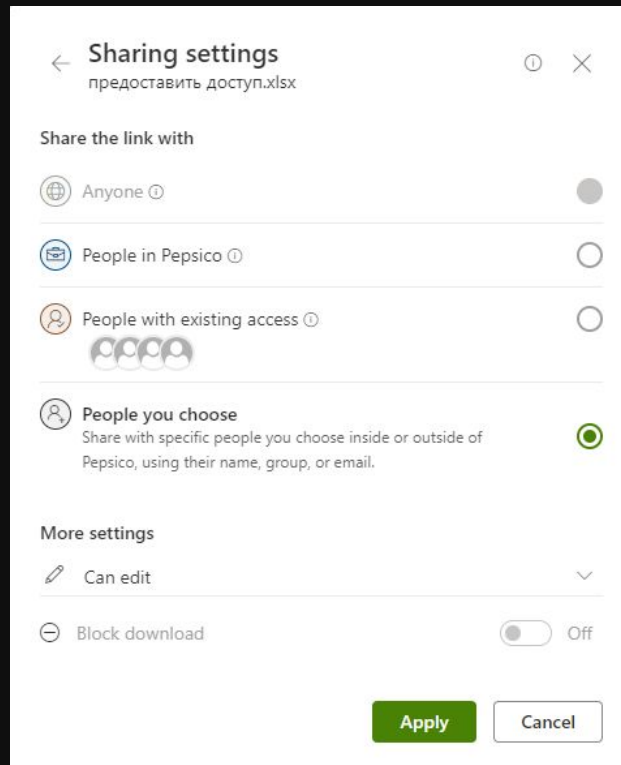 Sharing settings
предоставить доступ.xlsx
Share the link with
Anyone
People in Pepsico
People with existing access
People you choose
Share with specific people you choose inside or outside of
Pepsico, using their name, group, or email.
More settings
Can edit
Block download Off
Apply Cancel